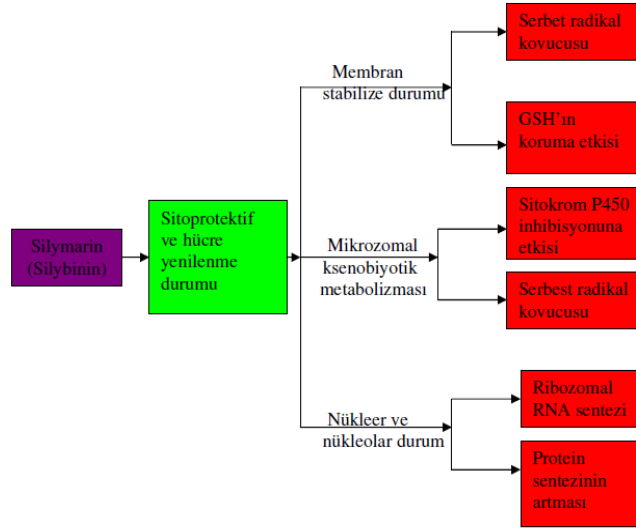 Silymarin
(Silybinin)
Sitoprotektif
ve hücre
yenilenme
durumu
Membran
stabilize durumu
Serbet radikal
kovucusu
GSH'ın
koruma etkisi
Mikrozomal
ksenobiyotik
metabolizması
Sitokrom P450
inhibisyonuna
etkisi
Serbest radikal
kovucusu
Nükleer ve
nükleolar durum
Ribozomal
RNA sentezi
Protein
sentezinin
artması